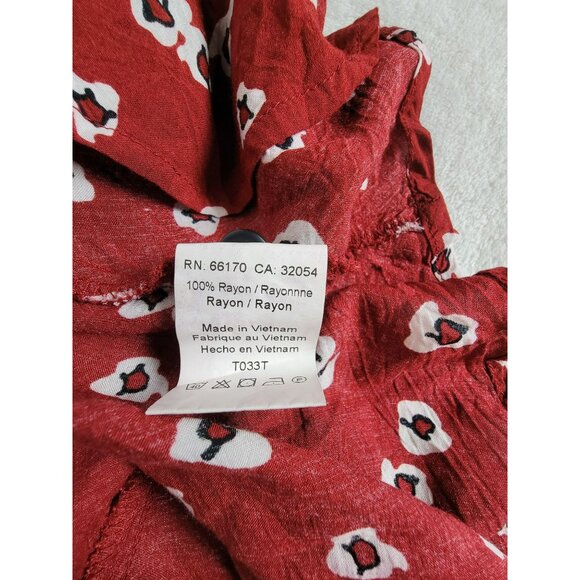 RN: 66170 CA: 32054
100% Rayon / Rayonnne
Rayon / Rayon
Made in Vietnam
Fabrique au Vietnam
Hecho en Vietnam
T033T
40 P